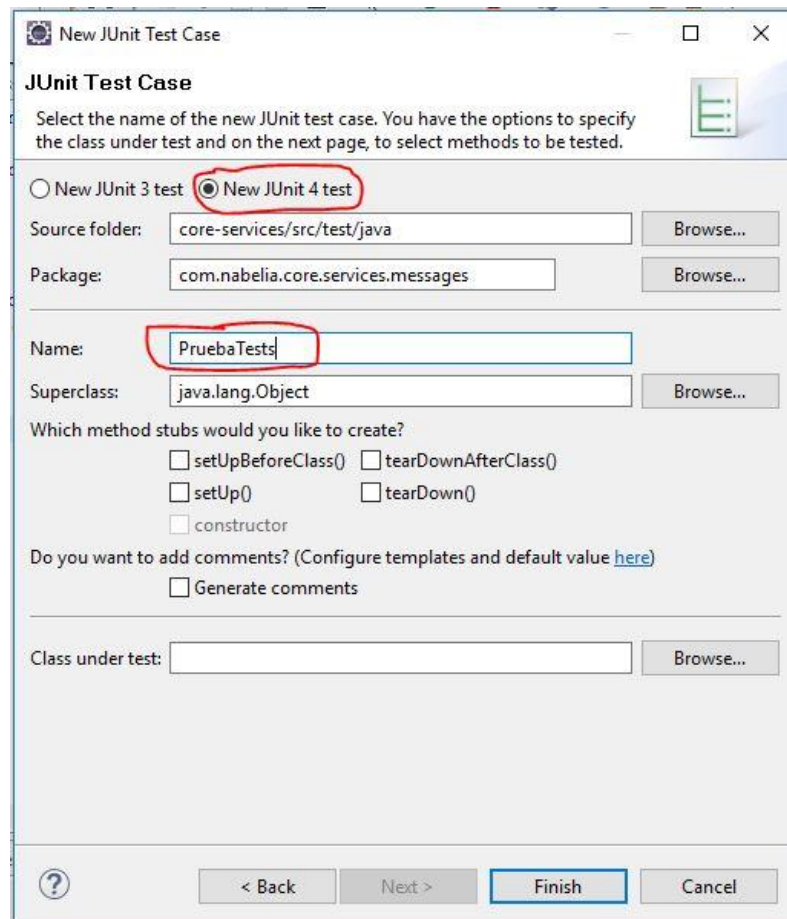 New JUnit Test Case
JUnit Test Case
Select the name of the new JUnit test case. You have the options to specify
the class under test and on the next page, to select methods to be tested.
New JUnit 3 test New JUnit 4 test
Source folder: core-services/src/test/java Browse...
Package: com.nabelia.core.services.messages Browse...
Name: PruebaTests
Superclass: java.lang.Object Browse...
Which method stubs would you like to create?
setUpBeforeClass() tearDownAfterClass()
setUp() tearDown()
constructor
Do you want to add comments? (Configure templates and default value here)
Generate comments
Class under test: Browse...
? < Back Next > Finish Cancel